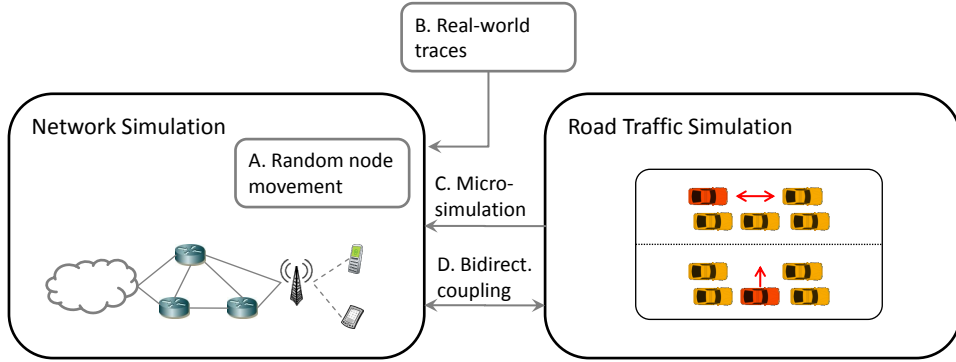 B. Real-world
traces
Network Simulation
Road Traffic Simulation
A. Random node
movement
C. Micro-
simulation
D. Bidirect.
coupling